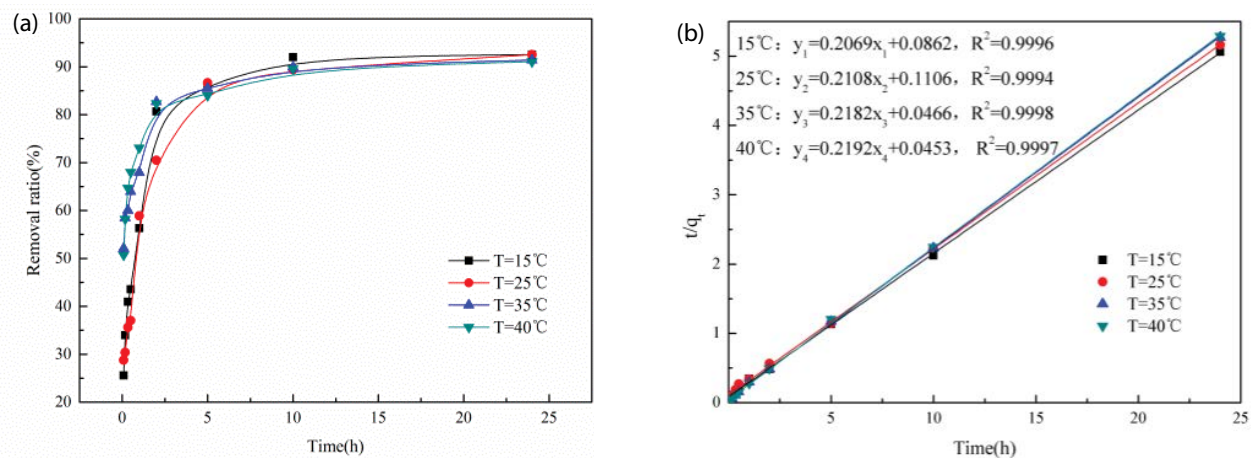 (a)
100
90
80
70
60
50
40
30
20
Removal ratio(%)
T=15℃
T=25℃
T=35℃
T=40℃
0
5
10
15
20
25
Time(h)
(b)
15℃: y₁=0.2069x₁+0.0862, R²=0.9996
25℃: y₂=0.2108x₂+0.1106, R²=0.9994
35℃: y₃=0.2182x₃+0.0466, R²=0.9998
40℃: y₄=0.2192x₄+0.0453, R²=0.9997
5
4
3
2
1
0
t/qₜ
T=15℃
T=25℃
T=35℃
T=40℃
5
10
15
20
25
Time(h)